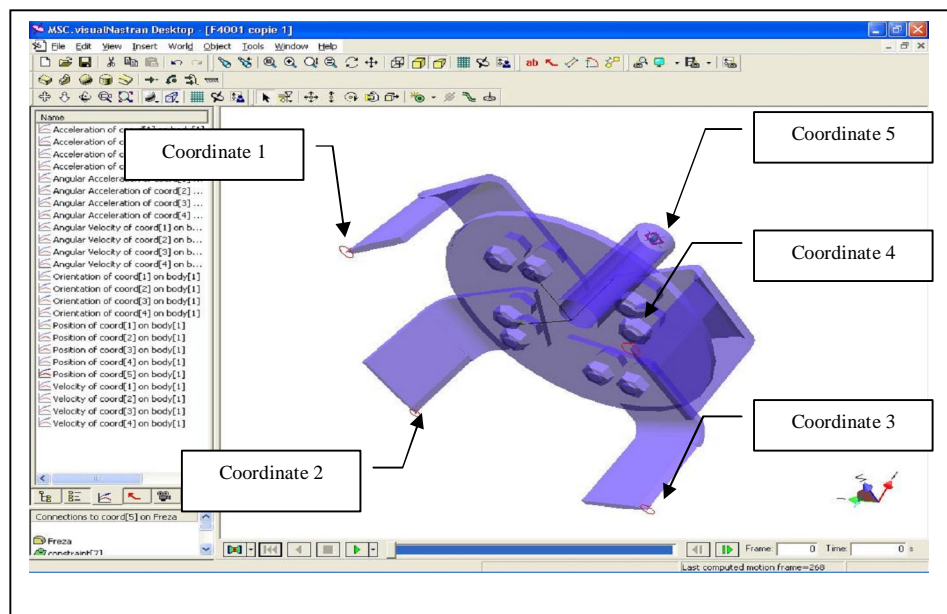 MSC.visualNastran Desktop - [F4001 copie 1]
File Edit View Insert World Object Tools Window Help
Name
Acceleration of coord[1] on body[1]
Acceleration of c
Acceleration of c
Acceleration of c
Angular Acceleration of
Angular Acceleration of coord[2] ...
Angular Acceleration of coord[3] ...
Angular Acceleration of coord[4] ...
Angular Velocity of coord[1] on b...
Angular Velocity of coord[2] on b...
Angular Velocity of coord[3] on b...
Angular Velocity of coord[4] on b...
Orientation of coord[1] on body[1]
Orientation of coord[2] on body[1]
Orientation of coord[3] on body[1]
Orientation of coord[4] on body[1]
Position of coord[1] on body[1]
Position of coord[2] on body[1]
Position of coord[3] on body[1]
Position of coord[4] on body[1]
Position of coord[5] on body[1]
Velocity of coord[1] on body[1]
Velocity of coord[2] on body[1]
Velocity of coord[3] on body[1]
Velocity of coord[4] on body[1]
Coordinate 1
Coordinate 5
Coordinate 4
Coordinate 3
Coordinate 2
Connections to coord[5] on Freza
Freza
constraint[7]
Frame: 0 Time: 0 s
Last computed motion frame=268